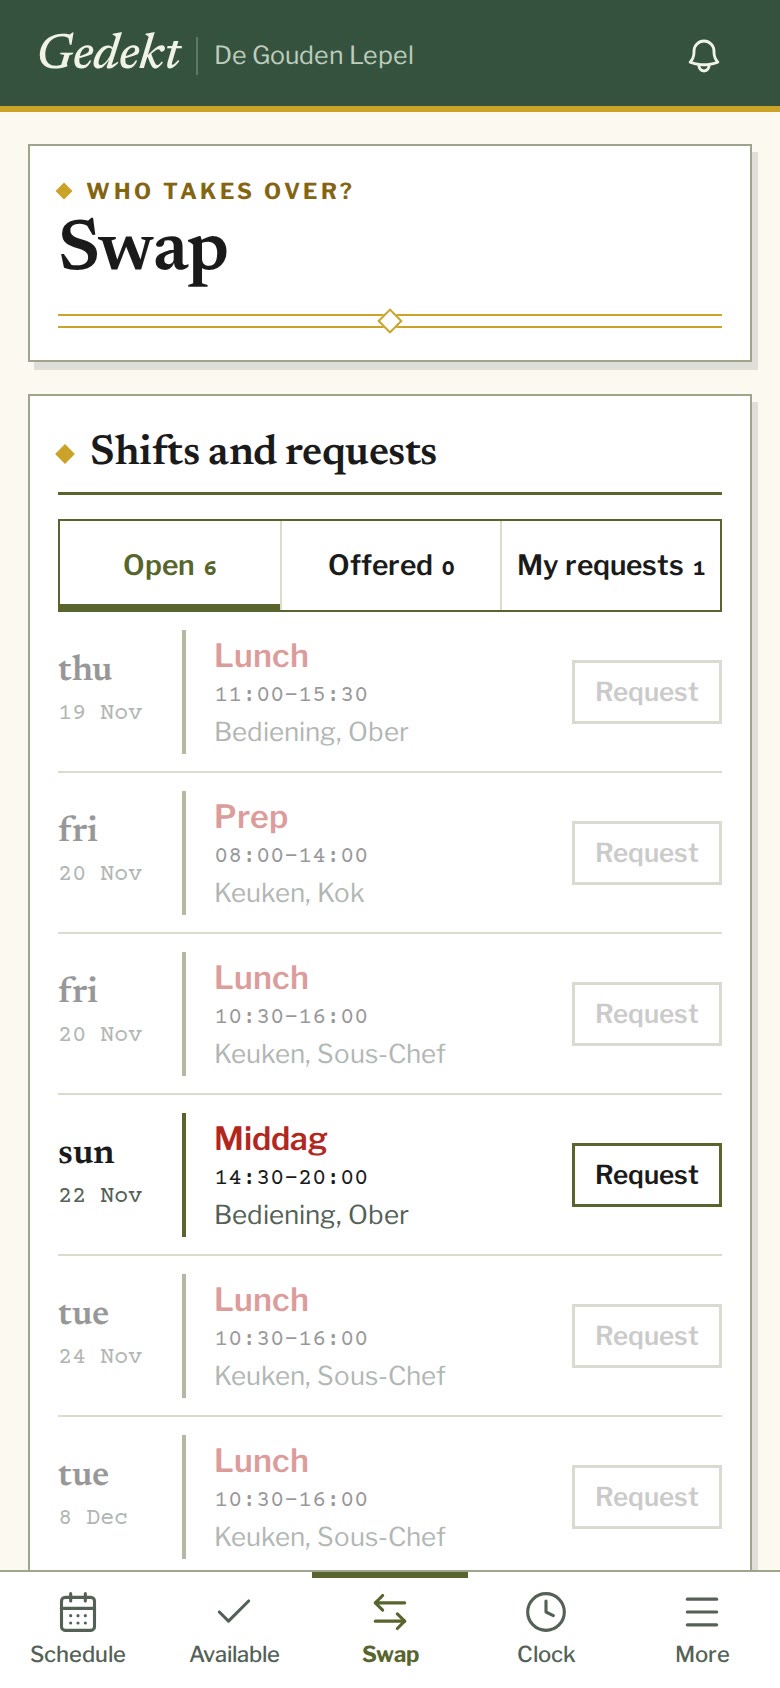 Gedekt De Gouden Lepel
WHO TAKES OVER?
Swap
Shifts and requests
Open 6 Offered 0 My requests 1
thu
19 Nov
Lunch
11:00–15:30
Bediening, Ober
Request
fri
20 Nov
Prep
08:00–14:00
Keuken, Kok
Request
fri
20 Nov
Lunch
10:30–16:00
Keuken, Sous-Chef
Request
sun
22 Nov
Middag
14:30–20:00
Bediening, Ober
Request
tue
24 Nov
Lunch
10:30–16:00
Keuken, Sous-Chef
Request
tue
8 Dec
Lunch
10:30–16:00
Keuken, Sous-Chef
Request
Schedule Available Swap Clock More